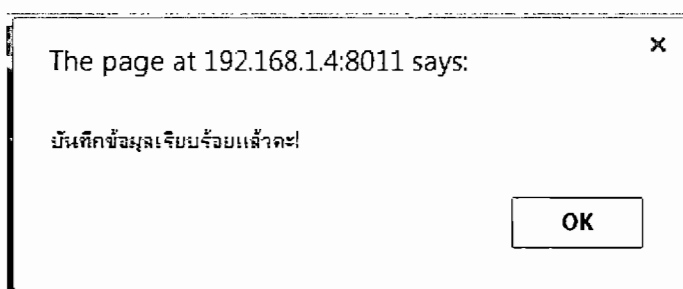 The page at 192.168.1.4:8011 says:
×
บันทึกข้อมูลเรียบร้อยแล้วคะ!
OK